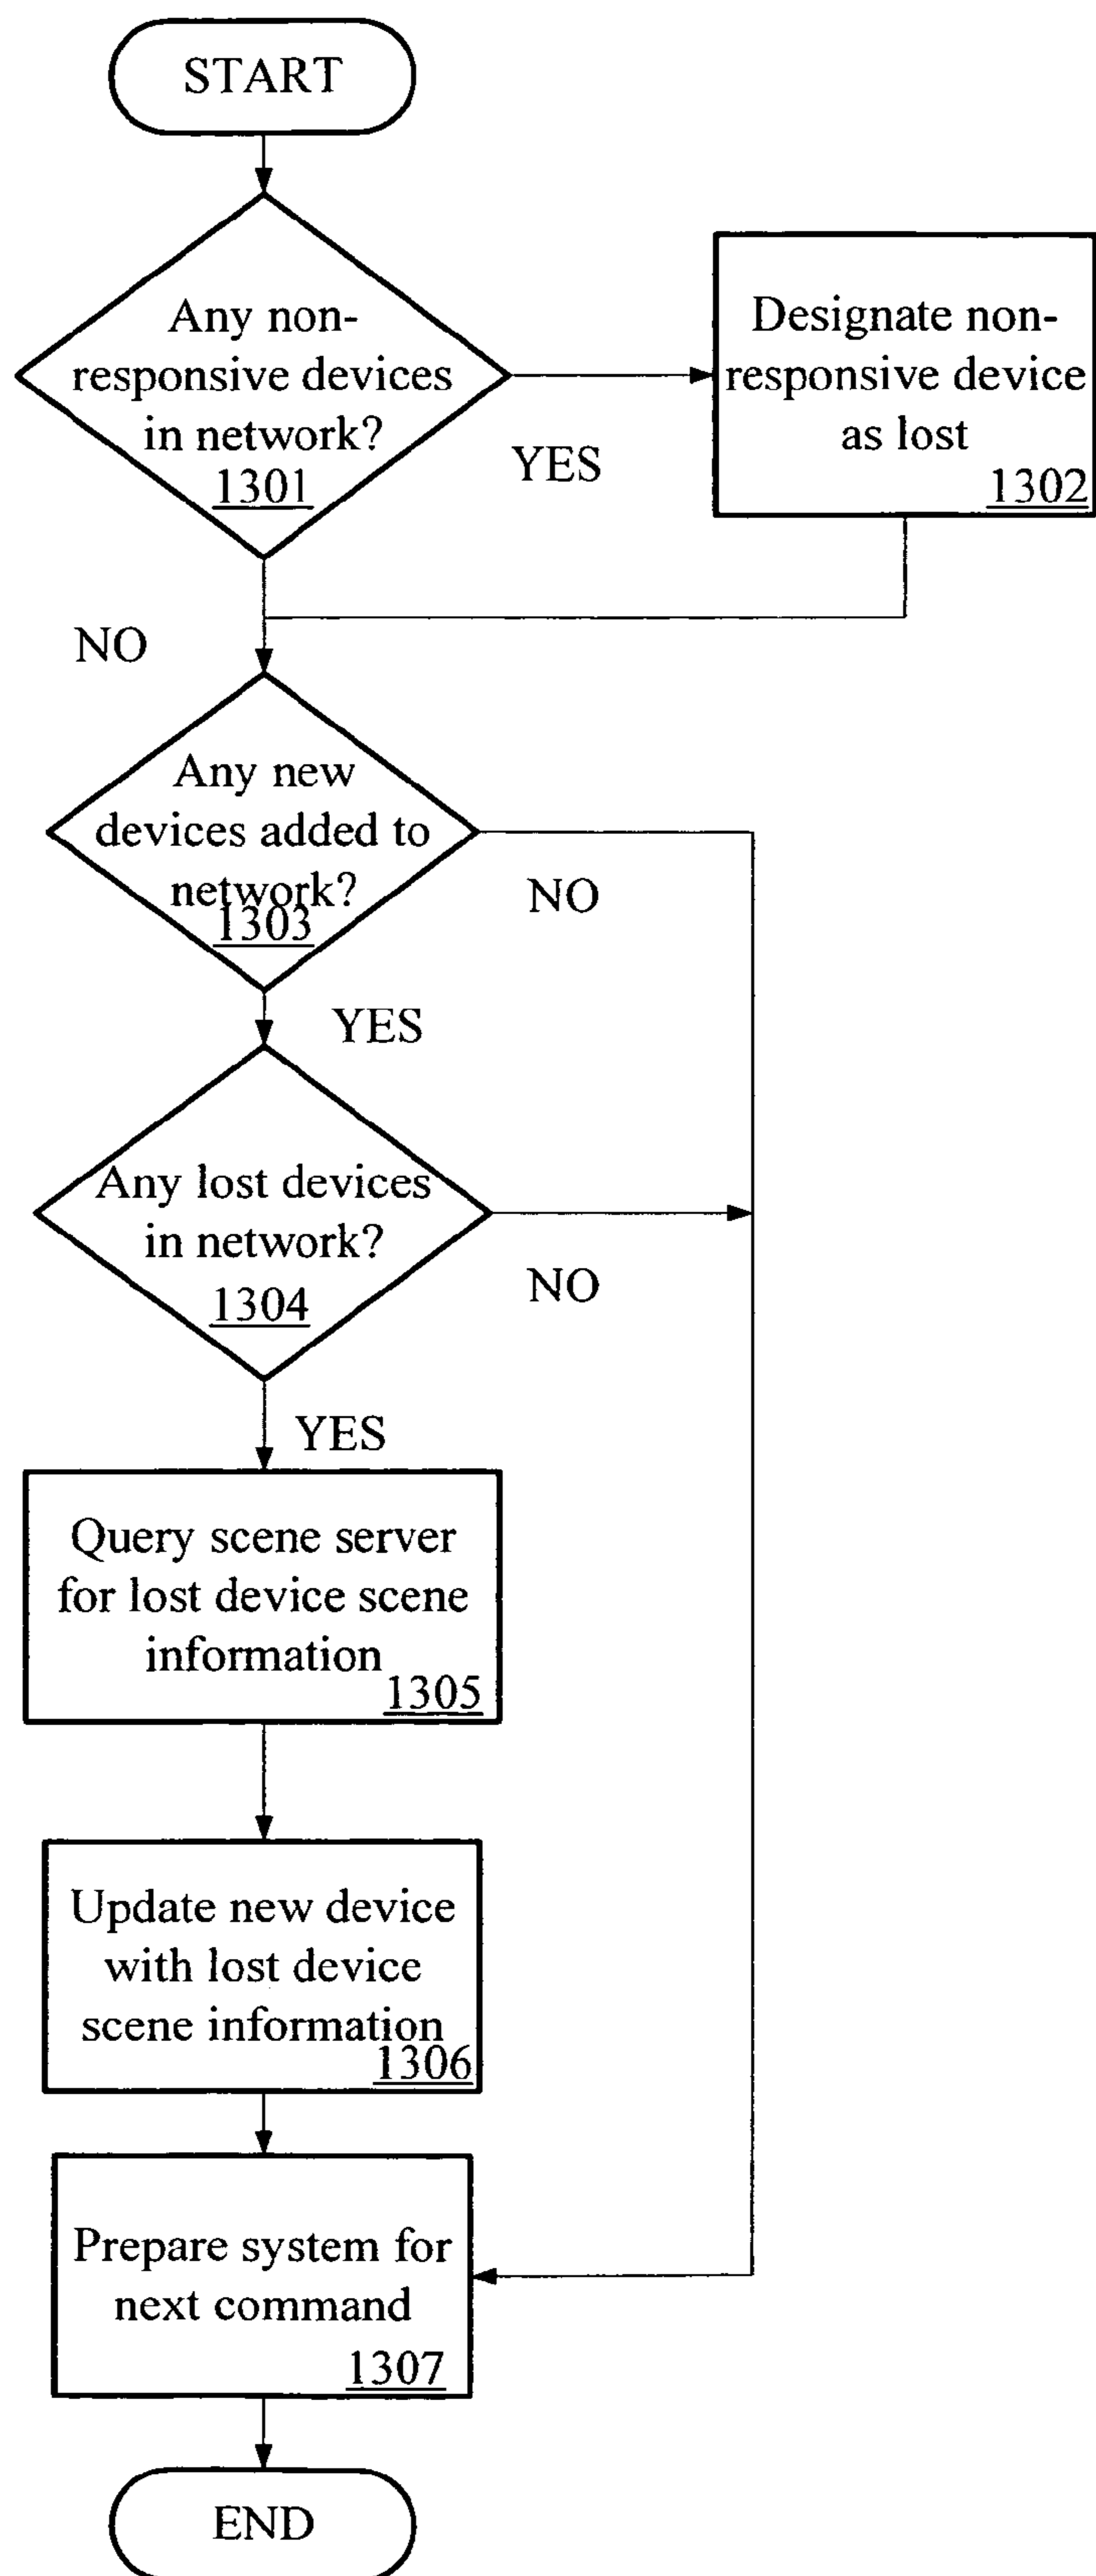 START
Any non-
responsive devices
in network?
1301
YES
Designate non-
responsive device
as lost
1302
NO
Any new
devices added to
network?
1303
NO
YES
Any lost devices
in network?
1304
NO
YES
Query scene server
for lost device scene
information
1305
Update new device
with lost device
scene information
1306
Prepare system for
next command
1307
END